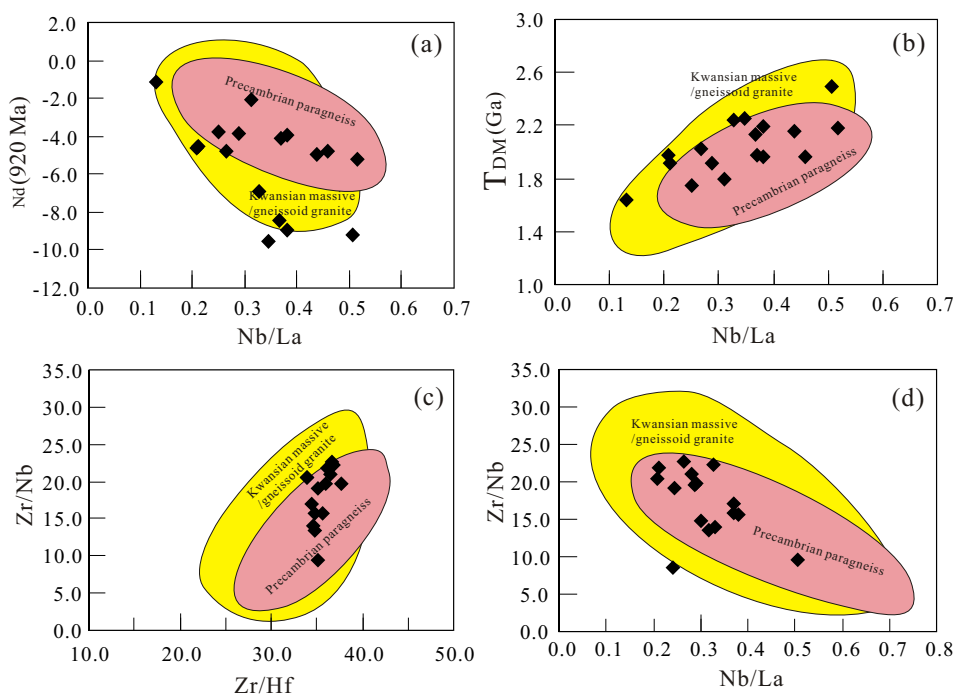 2.0
(a)
0.0
-2.0
-4.0
-6.0
-8.0
-10.0
-12.0
Nd(920 Ma)
Precambrian paragneiss
Kwansian massive
/gneissoid granite
0.0 0.1 0.2 0.3 0.4 0.5 0.6 0.7
Nb/La
3.0
(b)
2.6
2.2
1.8
1.4
1.0
TDM(Ga)
Kwansian massive
/gneissoid granite
Precambrian paragneiss
0.0 0.1 0.2 0.3 0.4 0.5 0.6 0.7
Nb/La
35.0
(c)
30.0
25.0
20.0
15.0
10.0
5.0
0.0
Zr/Nb
Kwansian massive
/gneissoid granite
Precambrian paragneiss
10.0 20.0 30.0 40.0 50.0
Zr/Hf
35.0
(d)
30.0
25.0
20.0
15.0
10.0
5.0
0.0
Zr/Nb
Kwansian massive
/gneissoid granite
Precambrian paragneiss
0.0 0.1 0.2 0.3 0.4 0.5 0.6 0.7 0.8
Nb/La